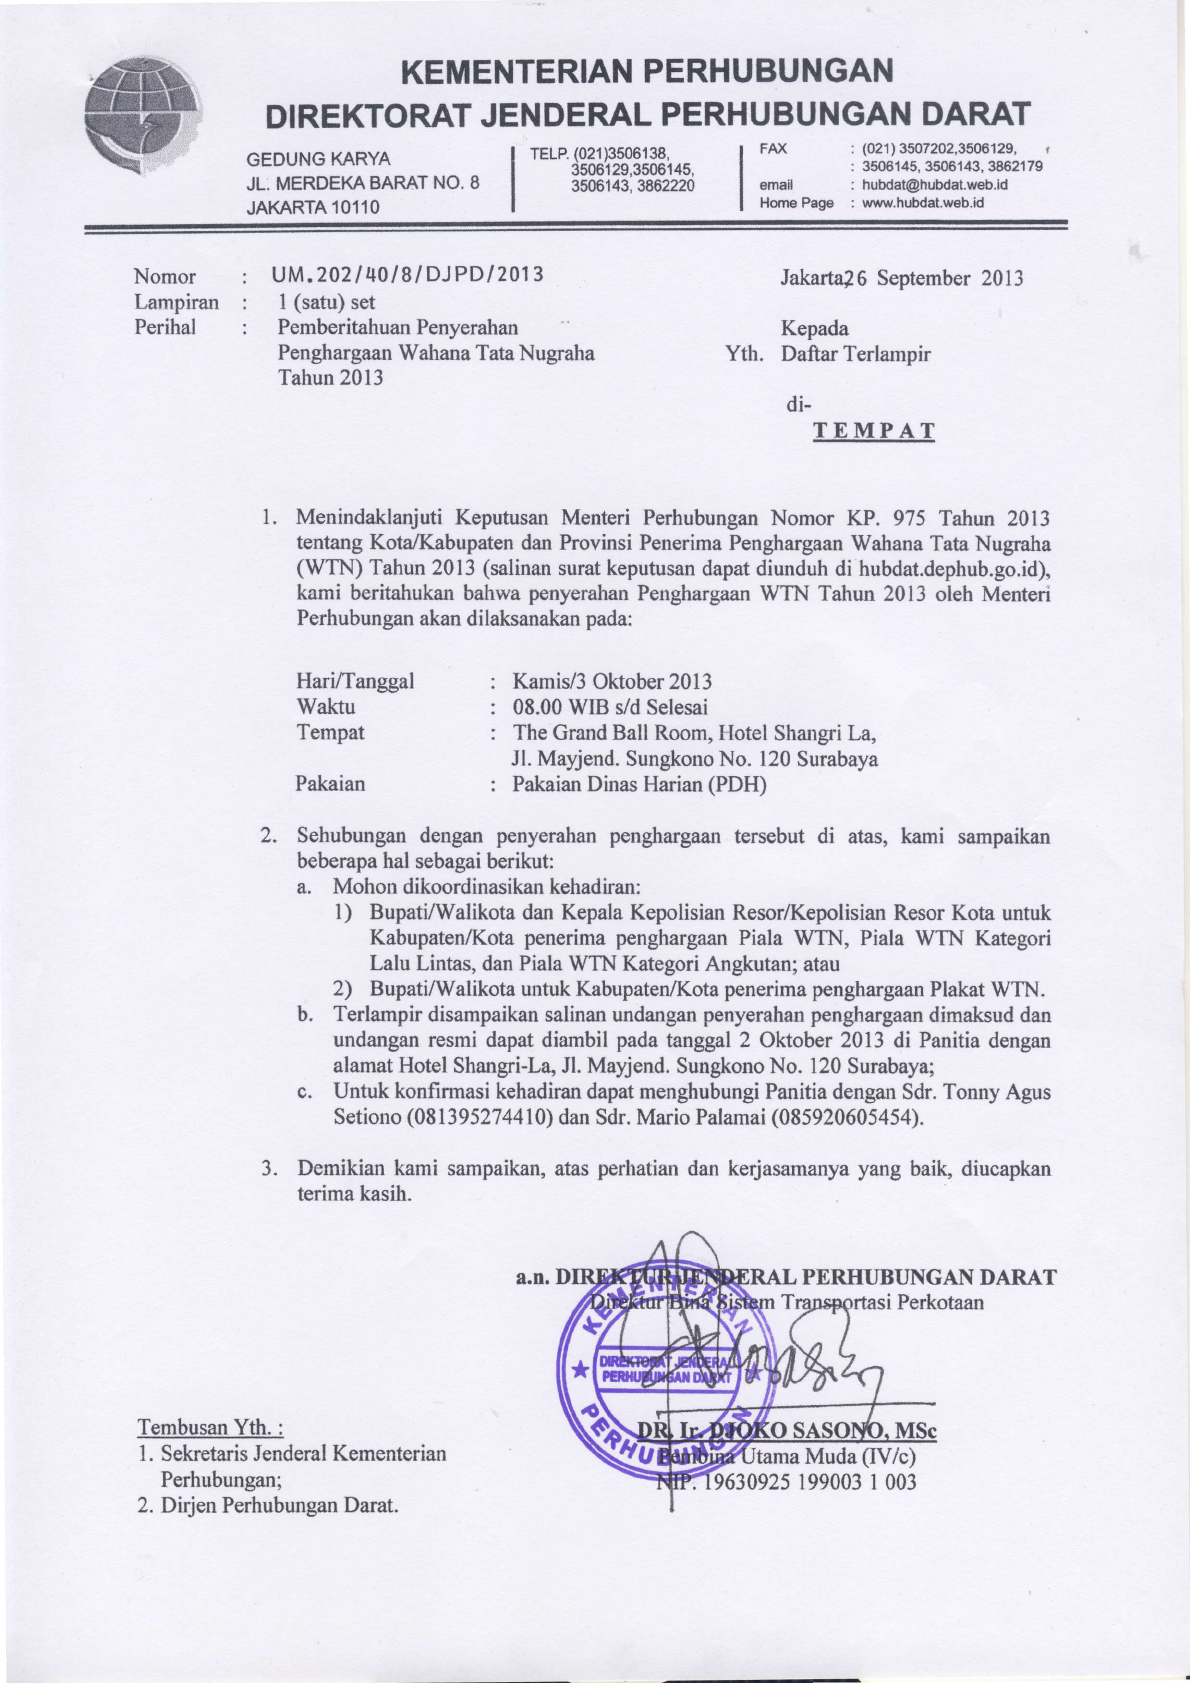 KEMENTERIAN PERHUBUNGAN
DIREKTORAT JENDERAL PERHUBUNGAN DARAT
GEDUNG KARYA
JL. MERDEKA BARAT NO. 8
JAKARTA 10110
TELP. (021)3506138,
3506129,3506145,
3506143, 3862220
FAX : (021) 3507202,3506129,
: 3506145, 3506143, 3862179
email : hubdat@hubdat.web.id
Home Page : www.hubdat.web.id
Nomor : UM.202/40/8/DJPD/2013
Lampiran : 1 (satu) set
Perihal : Pemberitahuan Penyerahan
Penghargaan Wahana Tata Nugraha
Tahun 2013
Jakarta,26 September 2013
Kepada
Yth. Daftar Terlampir
di-
TEMPAT
1. Menindaklanjuti Keputusan Menteri Perhubungan Nomor KP. 975 Tahun 2013
tentang Kota/Kabupaten dan Provinsi Penerima Penghargaan Wahana Tata Nugraha
(WTN) Tahun 2013 (salinan surat keputusan dapat diunduh di hubdat.dephub.go.id),
kami beritahukan bahwa penyerahan Penghargaan WTN Tahun 2013 oleh Menteri
Perhubungan akan dilaksanakan pada:
Hari/Tanggal : Kamis/3 Oktober 2013
Waktu : 08.00 WIB s/d Selesai
Tempat : The Grand Ball Room, Hotel Shangri La,
Jl. Mayjend. Sungkono No. 120 Surabaya
Pakaian : Pakaian Dinas Harian (PDH)
2. Sehubungan dengan penyerahan penghargaan tersebut di atas, kami sampaikan
beberapa hal sebagai berikut:
a. Mohon dikoordinasikan kehadiran:
1) Bupati/Walikota dan Kepala Kepolisian Resor/Kepolisian Resor Kota untuk
Kabupaten/Kota penerima penghargaan Piala WTN, Piala WTN Kategori
Lalu Lintas, dan Piala WTN Kategori Angkutan; atau
2) Bupati/Walikota untuk Kabupaten/Kota penerima penghargaan Plakat WTN.
b. Terlampir disampaikan salinan undangan penyerahan penghargaan dimaksud dan
undangan resmi dapat diambil pada tanggal 2 Oktober 2013 di Panitia dengan
alamat Hotel Shangri-La, Jl. Mayjend. Sungkono No. 120 Surabaya;
c. Untuk konfirmasi kehadiran dapat menghubungi Panitia dengan Sdr. Tonny Agus
Setiono (081395274410) dan Sdr. Mario Palamai (085920605454).
3. Demikian kami sampaikan, atas perhatian dan kerjasamanya yang baik, diucapkan
terima kasih.
a.n. DIREKTUR JENDERAL PERHUBUNGAN DARAT
Direktur Bina Sistem Transportasi Perkotaan
KEMENTERIAN
DIREKTORAT JENDERAL
PERHUBUNGAN DARAT
PERHUBUNGAN
DR. Ir. DJOKO SASONO, MSc
Pembina Utama Muda (IV/c)
NIP. 19630925 199003 1 003
Tembusan Yth. :
1. Sekretaris Jenderal Kementerian
Perhubungan;
2. Dirjen Perhubungan Darat.